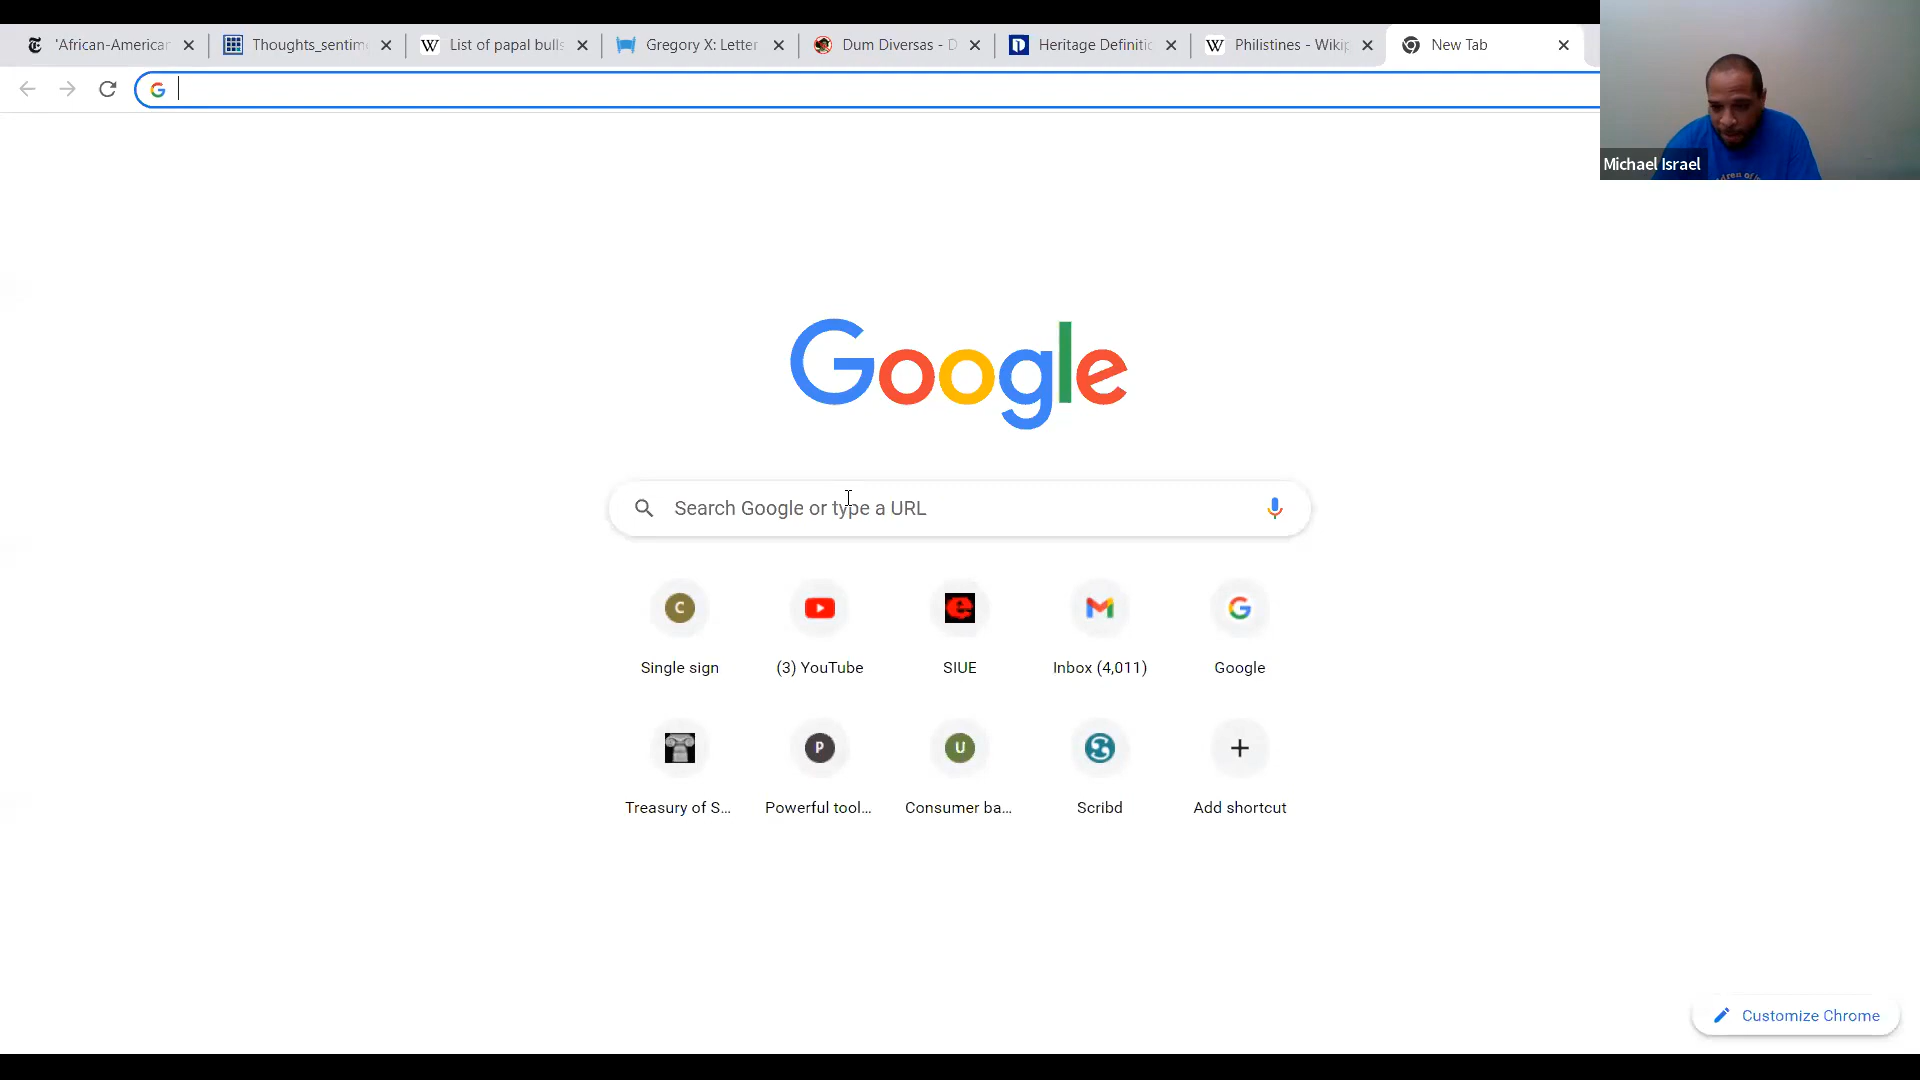 'African-American
Thoughts_sentim
List of papal bulls
Gregory X: Letter
Dum Diversas - D
Heritage Definitio
Philistines - Wikip
New Tab
Michael Israel
Google
Search Google or type a URL
Single sign
(3) YouTube
SIUE
Inbox (4,011)
Google
Treasury of S...
Powerful tool...
Consumer ba...
Scribd
Add shortcut
Customize Chrome